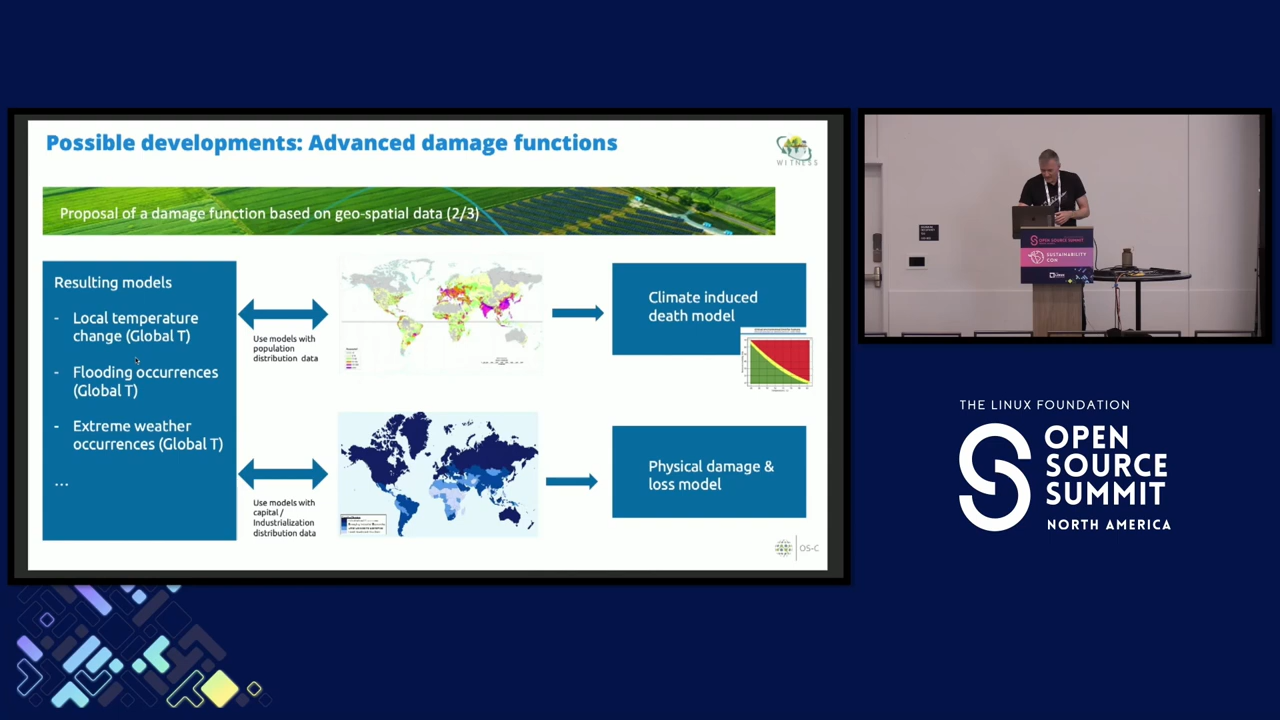 Possible developments: Advanced damage functions
WITNESS
Proposal of a damage function based on geo-spatial data (2/3)
Resulting models
- Local temperature
change (Global T)
- Flooding occurrences
(Global T)
- Extreme weather
occurrences (Global T)
...
Use models with
population
distribution data
Use models with
capital /
Industrialization
distribution data
Climate induced
death model
Physical damage &
loss model
OS-C
OPEN SOURCE SUMMIT
SUSTAINABILITY
CON
THE LINUX FOUNDATION
OPEN
SOURCE
SUMMIT
NORTH AMERICA